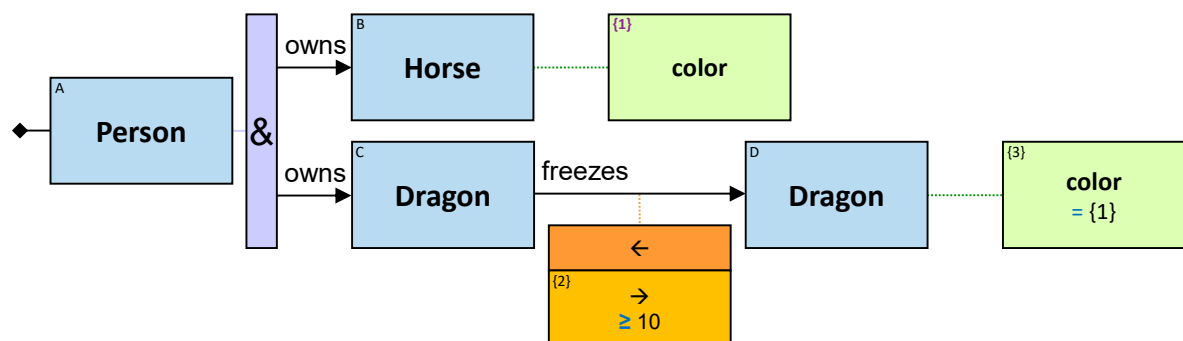 A
Person
&
owns
B
Horse
{1}
color
owns
C
Dragon
freezes
D
Dragon
{3}
color
= {1}
←
{2}
→
≥ 10